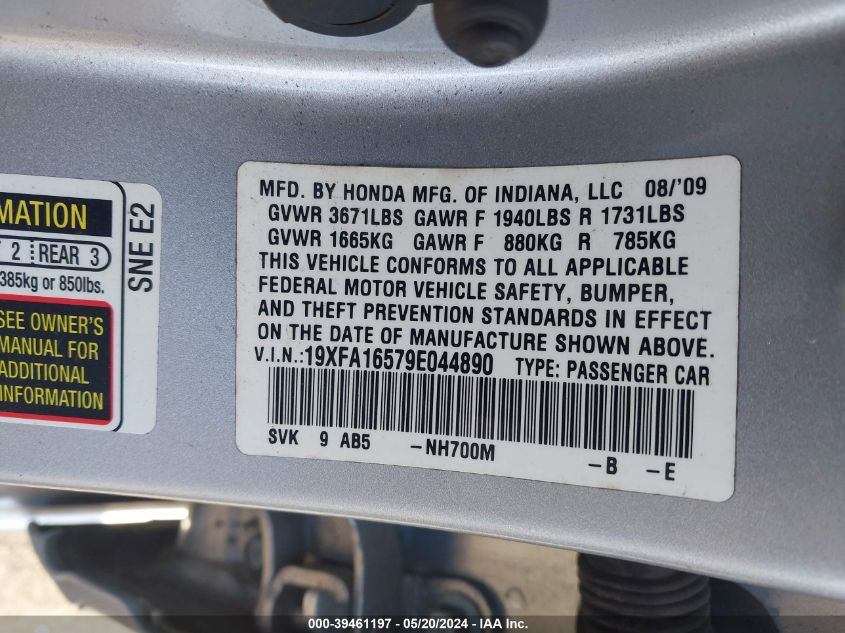 MATION
2 REAR 3
385kg or 850lbs.
SEE OWNER'S
MANUAL FOR
ADDITIONAL
INFORMATION
SNE E2
MFD. BY HONDA MFG. OF INDIANA, LLC 08/'09
GVWR 3671LBS GAWR F 1940LBS R 1731LBS
GVWR 1665KG GAWR F 880KG R 785KG
THIS VEHICLE CONFORMS TO ALL APPLICABLE
FEDERAL MOTOR VEHICLE SAFETY, BUMPER,
AND THEFT PREVENTION STANDARDS IN EFFECT
ON THE DATE OF MANUFACTURE SHOWN ABOVE.
V.I.N.:19XFA16579E044890 TYPE: PASSENGER CAR
SVK 9 AB5 -NH700M -B -E
000-39461197 - 05/20/2024 - IAA Inc.